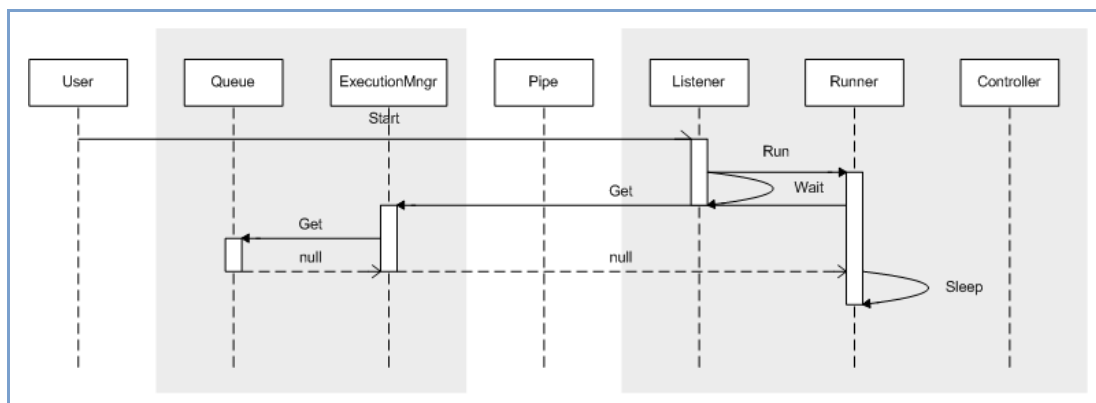 User
Queue
ExecutionMngr
Pipe
Listener
Runner
Controller
Start
Run
Wait
Get
Get
null
null
Sleep